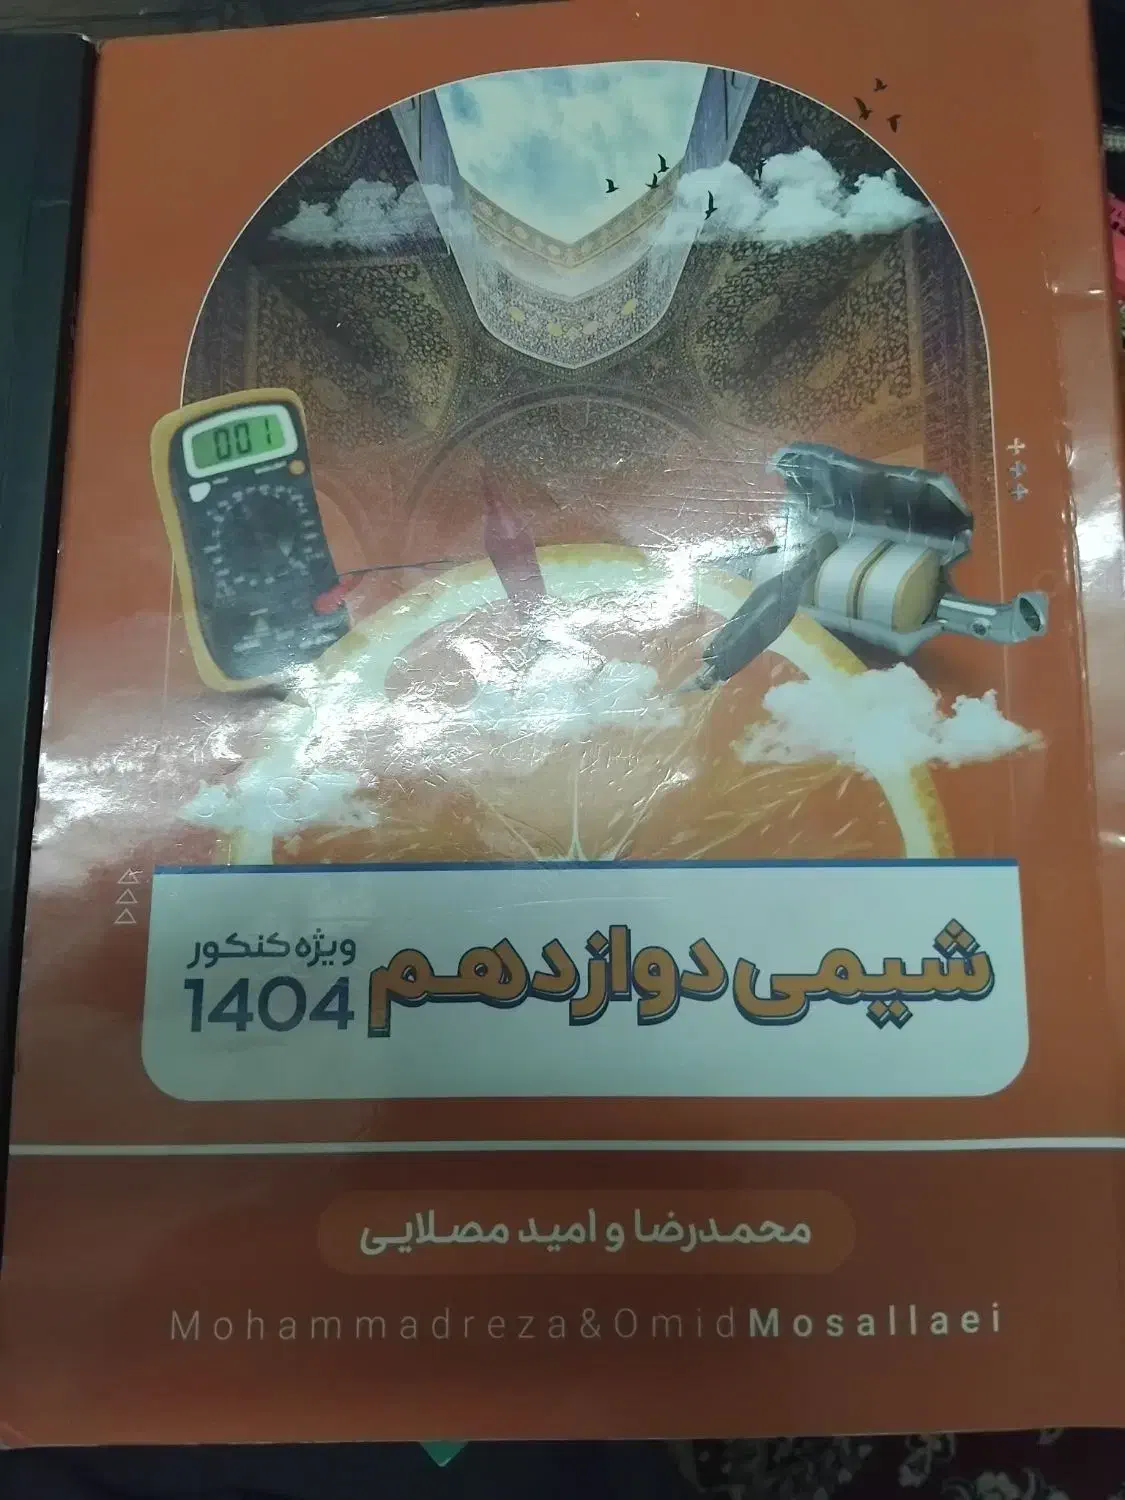 001
شیمی دوازدهم
ویژه کنکور
1404
محمدرضا و امید مصلایی
Mohammadreza&OmidMosallaei